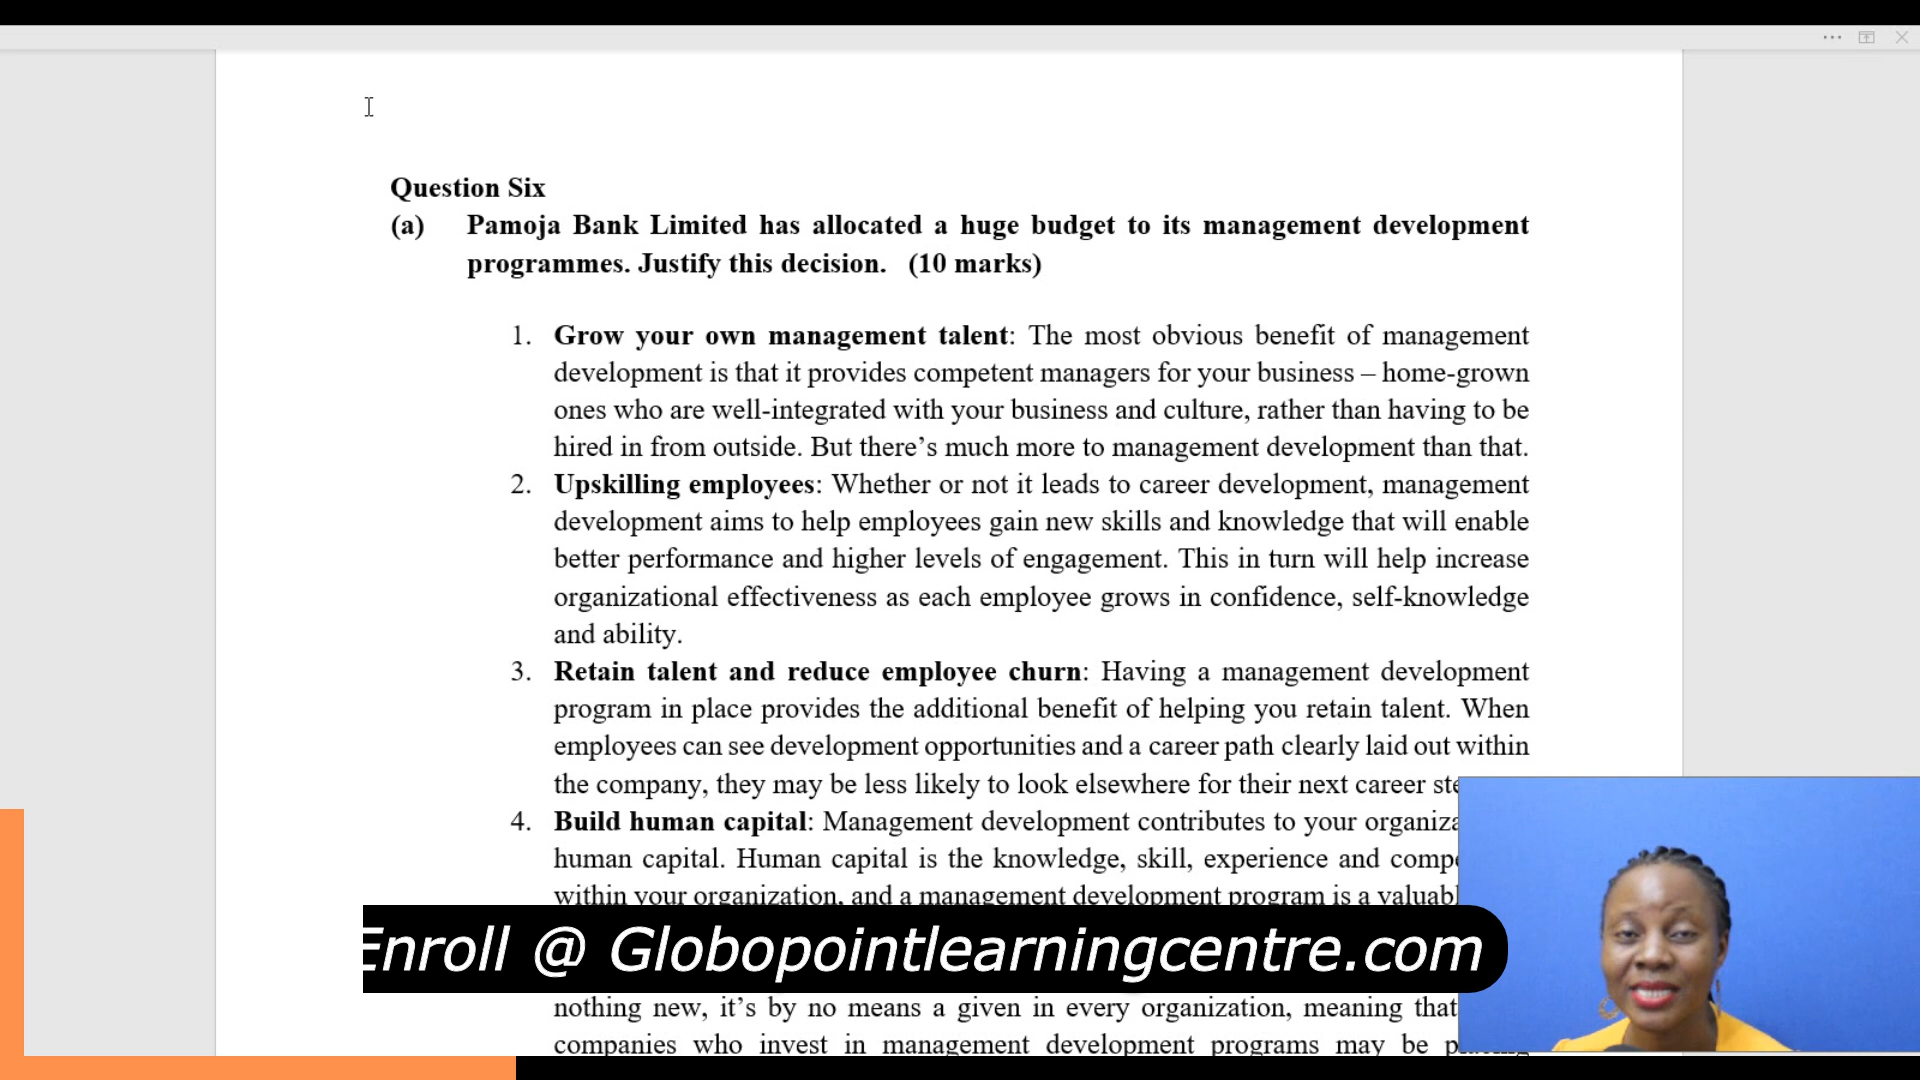 Question Six
(a) Pamoja Bank Limited has allocated a huge budget to its management development
programmes. Justify this decision. (10 marks)
1. Grow your own management talent: The most obvious benefit of management
development is that it provides competent managers for your business – home-grown
ones who are well-integrated with your business and culture, rather than having to be
hired in from outside. But there’s much more to management development than that.
2. Upskilling employees: Whether or not it leads to career development, management
development aims to help employees gain new skills and knowledge that will enable
better performance and higher levels of engagement. This in turn will help increase
organizational effectiveness as each employee grows in confidence, self-knowledge
and ability.
3. Retain talent and reduce employee churn: Having a management development
program in place provides the additional benefit of helping you retain talent. When
employees can see development opportunities and a career path clearly laid out within
the company, they may be less likely to look elsewhere for their next career
4. Build human capital: Management development contributes to your
human capital. Human capital is the knowledge, skill, experience and
within your organization, and a management development program is a
Enroll @ Globopointlearningcentre.com
nothing new, it’s by no means a given in every organization, meaning that
companies who invest in management development programs may be